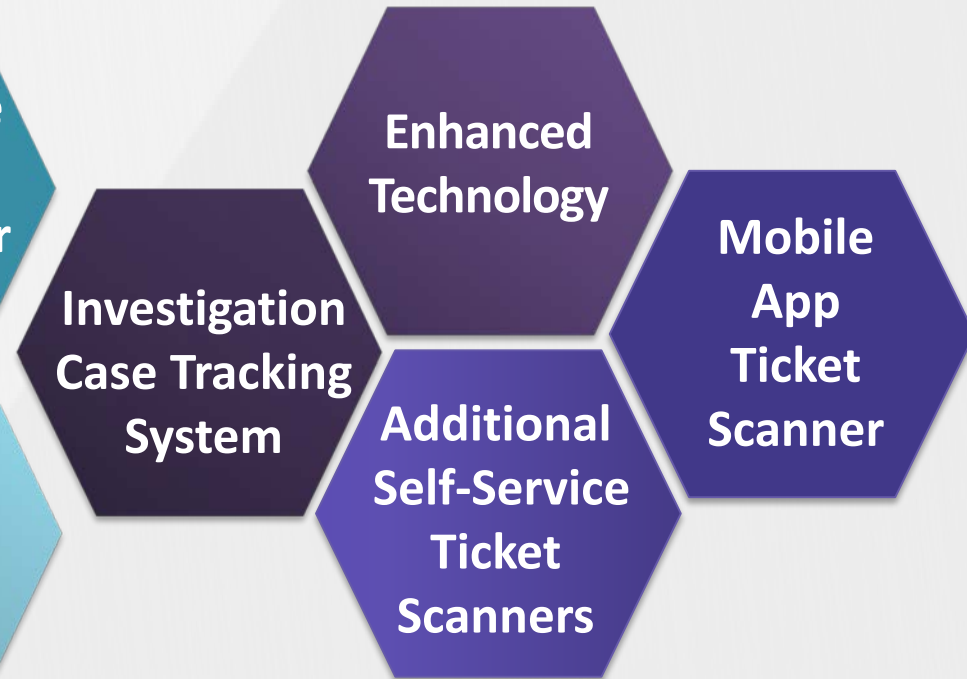 Enhanced
Technology
Investigation
Case Tracking
System
Mobile
App
Ticket
Scanner
Additional
Self-Service
Ticket
Scanners